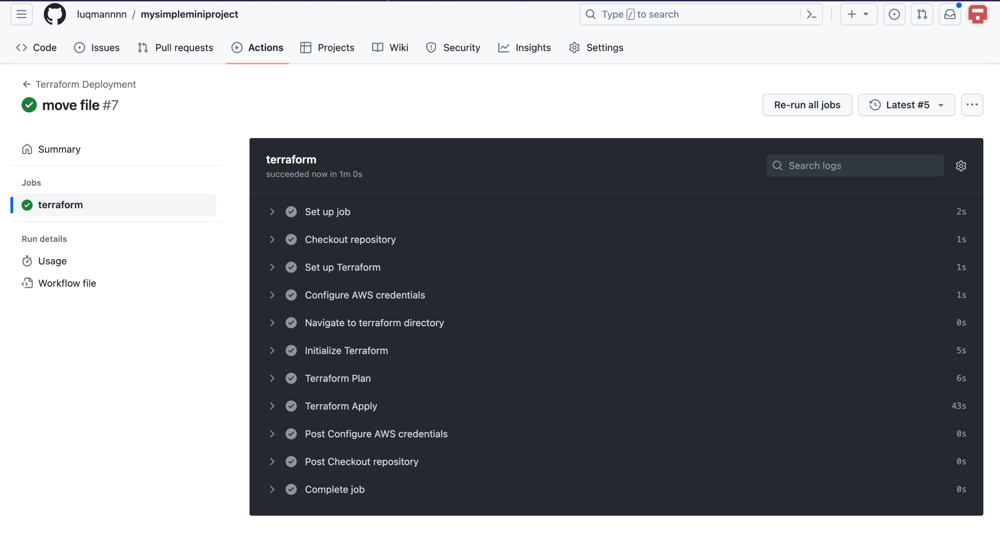 luqmannnn / mysimpleminiproject
Type / to search
Code Issues Pull requests Actions Projects Wiki Security Insights Settings
Terraform Deployment
move file #7
Re-run all jobs
Latest #5
Summary
Jobs
terraform
Run details
Usage
Workflow file
terraform
succeeded now in 1m 0s
Search logs
Set up job 2s
Checkout repository 1s
Set up Terraform 1s
Configure AWS credentials 1s
Navigate to terraform directory 0s
Initialize Terraform 5s
Terraform Plan 6s
Terraform Apply 43s
Post Configure AWS credentials 0s
Post Checkout repository 0s
Complete job 0s